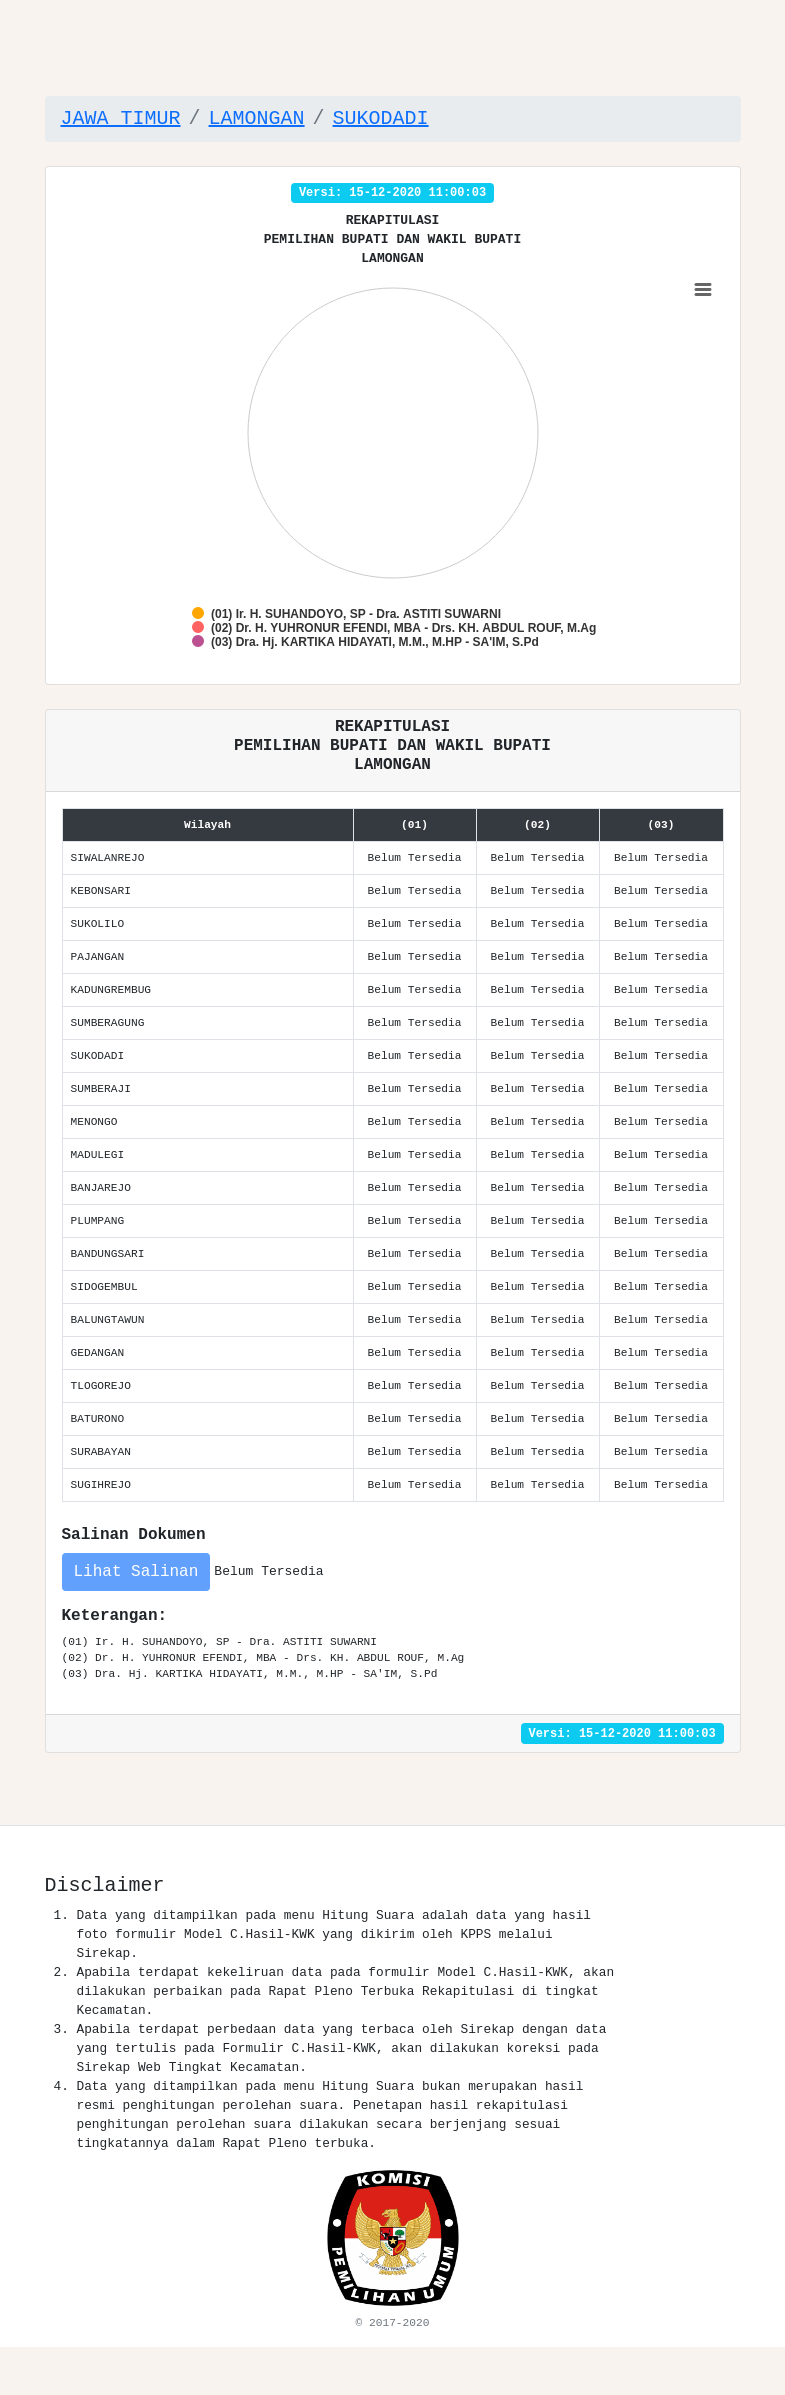 JAWA TIMUR / LAMONGAN / SUKODADI
Versi: 15-12-2020 11:00:03
REKAPITULASI
PEMILIHAN BUPATI DAN WAKIL BUPATI
LAMONGAN
(01) Ir. H. SUHANDOYO, SP - Dra. ASTITI SUWARNI
(02) Dr. H. YUHRONUR EFENDI, MBA - Drs. KH. ABDUL ROUF, M.Ag
(03) Dra. Hj. KARTIKA HIDAYATI, M.M., M.HP - SA'IM, S.Pd
REKAPITULASI
PEMILIHAN BUPATI DAN WAKIL BUPATI
LAMONGAN
Wilayah (01) (02) (03)
SIWALANREJO Belum Tersedia Belum Tersedia Belum Tersedia
KEBONSARI Belum Tersedia Belum Tersedia Belum Tersedia
SUKOLILO Belum Tersedia Belum Tersedia Belum Tersedia
PAJANGAN Belum Tersedia Belum Tersedia Belum Tersedia
KADUNGREMBUG Belum Tersedia Belum Tersedia Belum Tersedia
SUMBERAGUNG Belum Tersedia Belum Tersedia Belum Tersedia
SUKODADI Belum Tersedia Belum Tersedia Belum Tersedia
SUMBERAJI Belum Tersedia Belum Tersedia Belum Tersedia
MENONGO Belum Tersedia Belum Tersedia Belum Tersedia
MADULEGI Belum Tersedia Belum Tersedia Belum Tersedia
BANJAREJO Belum Tersedia Belum Tersedia Belum Tersedia
PLUMPANG Belum Tersedia Belum Tersedia Belum Tersedia
BANDUNGSARI Belum Tersedia Belum Tersedia Belum Tersedia
SIDOGEMBUL Belum Tersedia Belum Tersedia Belum Tersedia
BALUNGTAWUN Belum Tersedia Belum Tersedia Belum Tersedia
GEDANGAN Belum Tersedia Belum Tersedia Belum Tersedia
TLOGOREJO Belum Tersedia Belum Tersedia Belum Tersedia
BATURONO Belum Tersedia Belum Tersedia Belum Tersedia
SURABAYAN Belum Tersedia Belum Tersedia Belum Tersedia
SUGIHREJO Belum Tersedia Belum Tersedia Belum Tersedia
Salinan Dokumen
Lihat Salinan Belum Tersedia
Keterangan:
(01) Ir. H. SUHANDOYO, SP - Dra. ASTITI SUWARNI
(02) Dr. H. YUHRONUR EFENDI, MBA - Drs. KH. ABDUL ROUF, M.Ag
(03) Dra. Hj. KARTIKA HIDAYATI, M.M., M.HP - SA'IM, S.Pd
Versi: 15-12-2020 11:00:03
Disclaimer
1. Data yang ditampilkan pada menu Hitung Suara adalah data yang hasil
foto formulir Model C.Hasil-KWK yang dikirim oleh KPPS melalui
Sirekap.
2. Apabila terdapat kekeliruan data pada formulir Model C.Hasil-KWK, akan
dilakukan perbaikan pada Rapat Pleno Terbuka Rekapitulasi di tingkat
Kecamatan.
3. Apabila terdapat perbedaan data yang terbaca oleh Sirekap dengan data
yang tertulis pada Formulir C.Hasil-KWK, akan dilakukan koreksi pada
Sirekap Web Tingkat Kecamatan.
4. Data yang ditampilkan pada menu Hitung Suara bukan merupakan hasil
resmi penghitungan perolehan suara. Penetapan hasil rekapitulasi
penghitungan perolehan suara dilakukan secara berjenjang sesuai
tingkatannya dalam Rapat Pleno terbuka.
KOMISI
PEMILIHAN UMUM
© 2017-2020